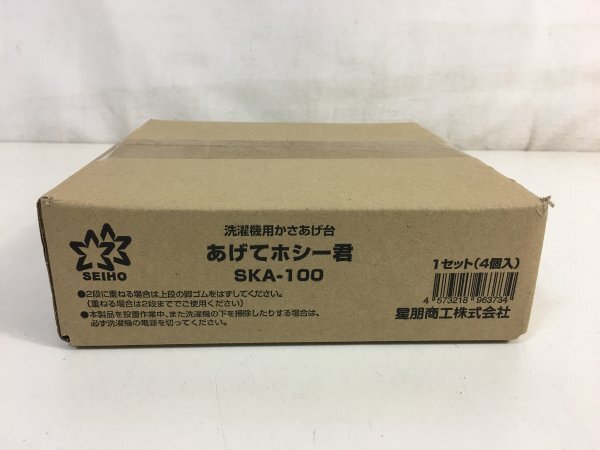 SEIHO
洗濯機用かさあげ台
あげてホシー君
SKA-100
●2段に重ねる場合は上段の脚ゴムをはずしてください。
(重ねる場合は2段まででご使用ください)
●本製品を設置作業中、また洗濯機の下を掃除したりする場合は、
必ず洗濯機の電源を切ってください。
1セット(4個入)
4 573218 963734
星朋商工株式会社